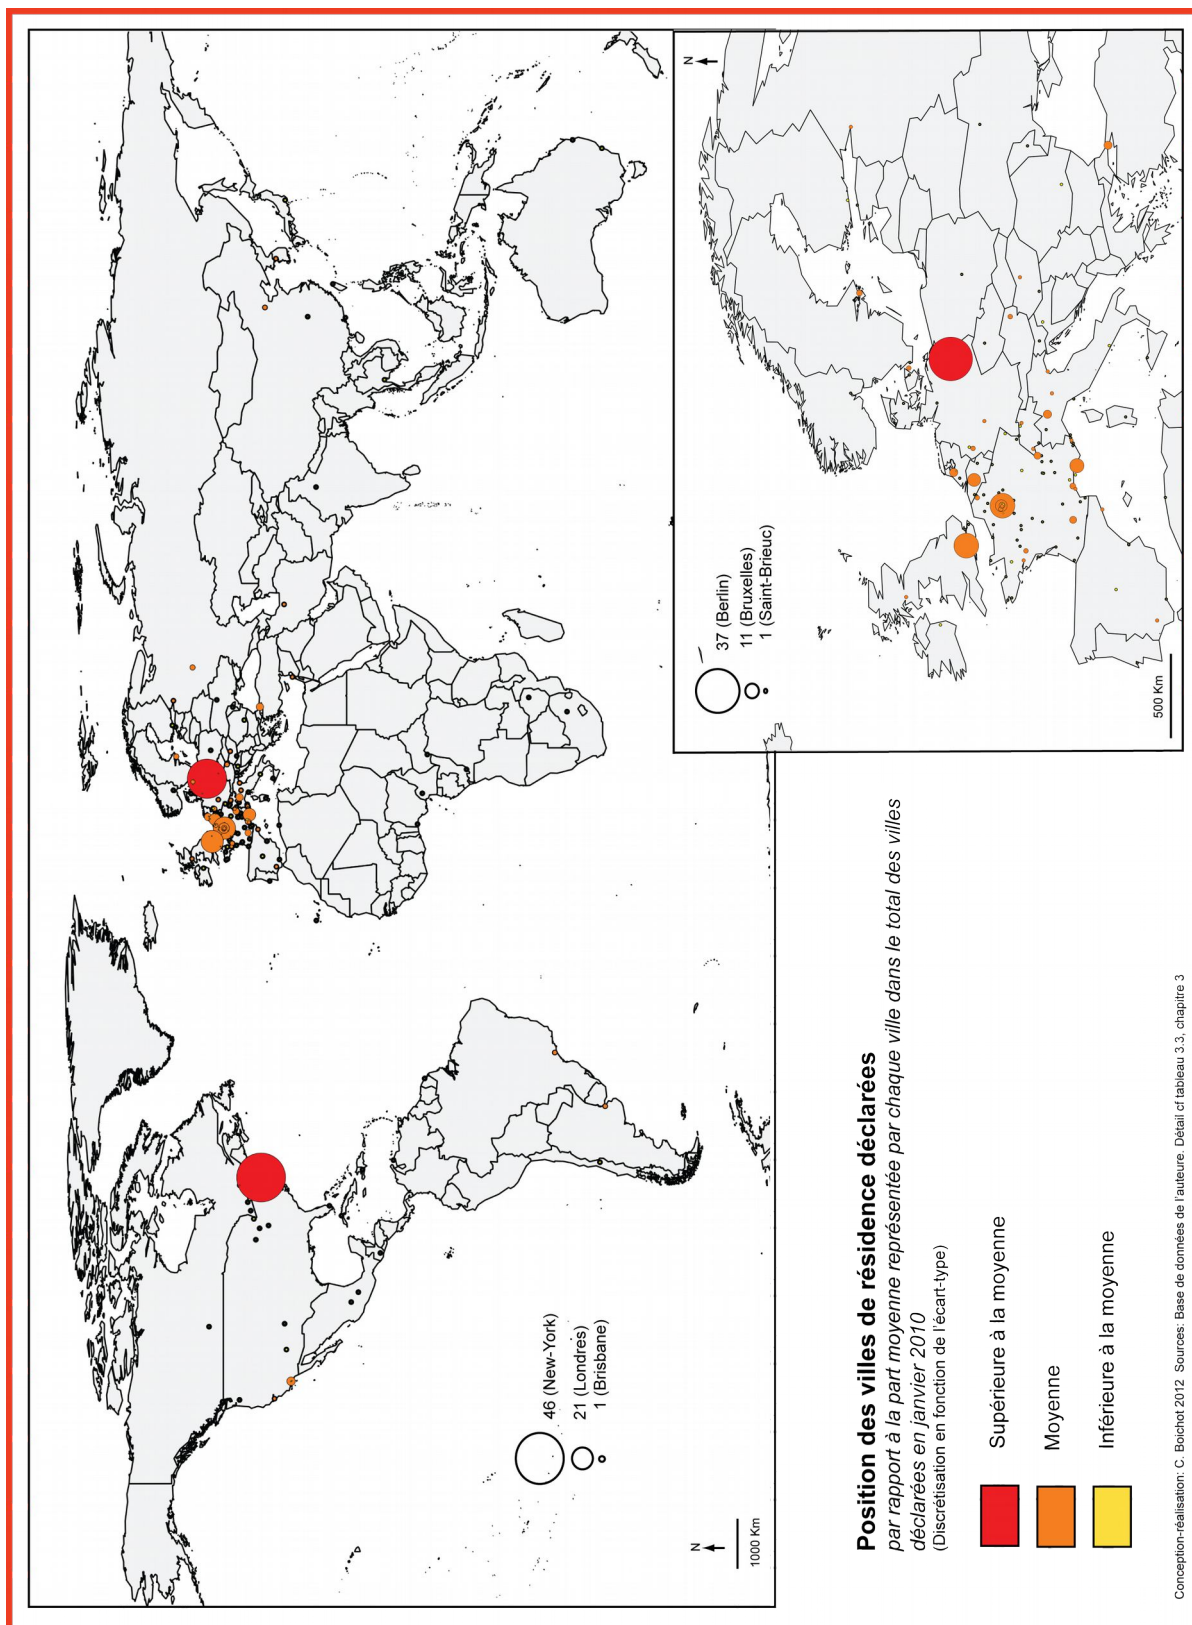 N
37 (Berlin)
11 (Bruxelles)
1 (Saint-Brieuc)
500 Km
46 (New-York)
21 (Londres)
1 (Brisbane)
N
1000 Km
Position des villes de résidence déclarées
par rapport à la part moyenne représentée par chaque ville dans le total des villes
déclarées en janvier 2010
(Discrétisation en fonction de l'écart-type)
Supérieure à la moyenne
Moyenne
Inférieure à la moyenne
Conception-réalisation: C. Boichot 2012 Sources: Base de données de l'auteure. Détail cf tableau 3.3, chapitre 3